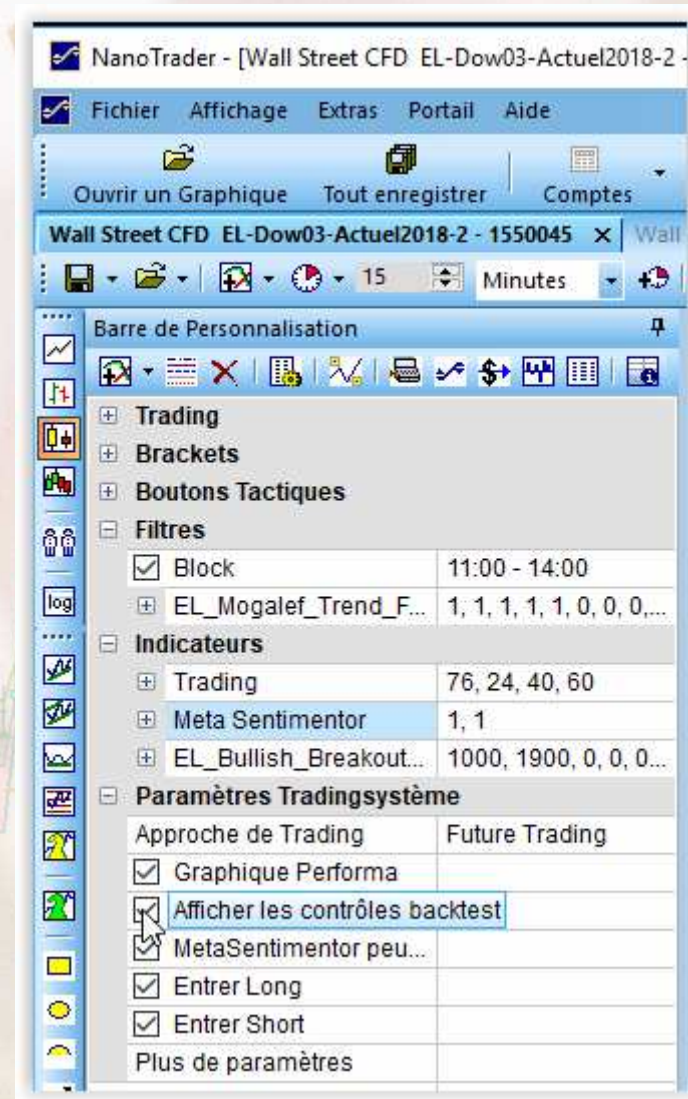 NanoTrader - [Wall Street CFD EL-Dow03-Actuel2018-2 -
Fichier Affichage Extras Portail Aide
Ouvrir un Graphique Tout enregistrer Comptes
Wall Street CFD EL-Dow03-Actuel2018-2 - 1550045 x Wall
15 Minutes
Barre de Personnalisation
Trading
Brackets
Boutons Tactiques
Filtres
Block 11:00 - 14:00
EL_Mogalef_Trend_F... 1, 1, 1, 1, 1, 0, 0, 0,...
log
Indicateurs
Trading 76, 24, 40, 60
Meta Sentimentor 1, 1
EL_Bullish_Breakout... 1000, 1900, 0, 0, 0...
Paramètres Tradingsystème
Approche de Trading Future Trading
Graphique Performa
Afficher les contrôles backtest
MetaSentimentor peu...
Entrer Long
Entrer Short
Plus de paramètres